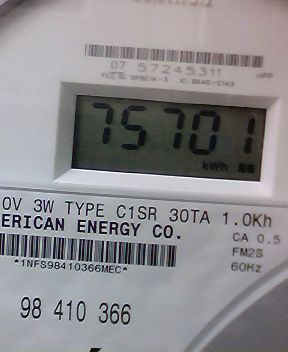 07 57245311
75701
kWh
0V 3W TYPE C1SR 30TA 1.0Kh
ERICAN ENERGY CO.
CA 0.5
FM2S
*1NFS98410366MEC*
60Hz
98 410 366